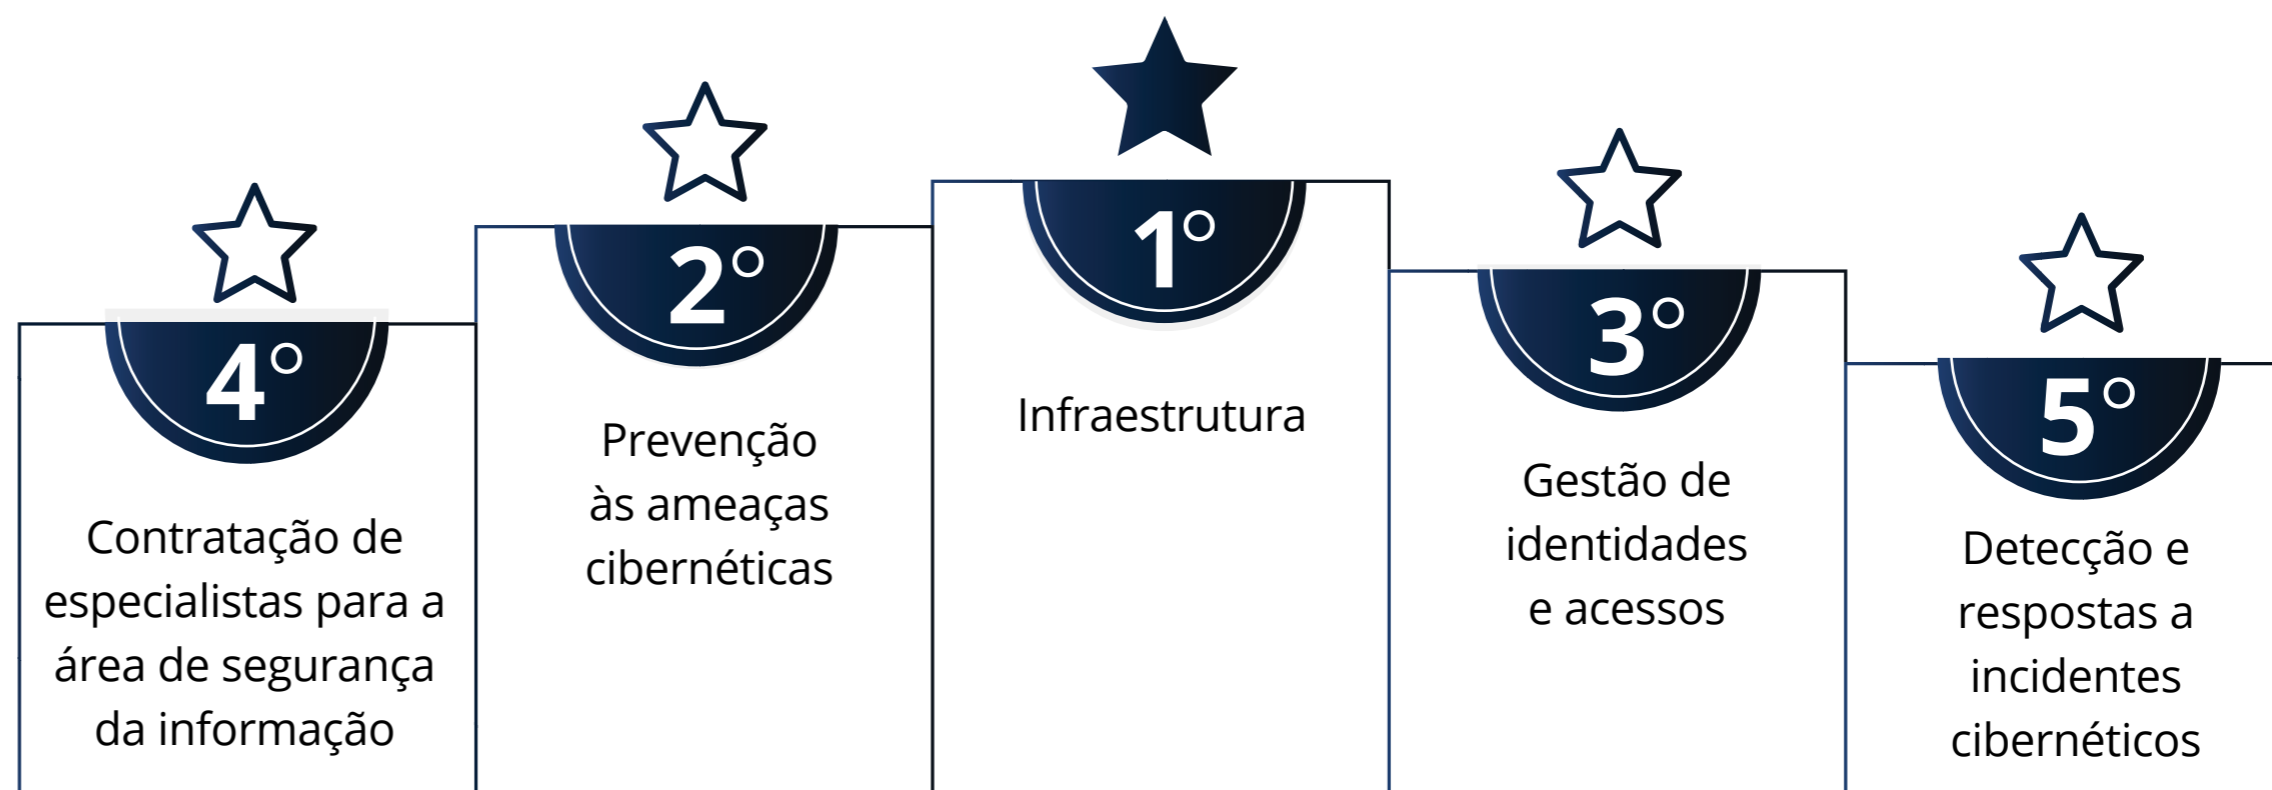 4°
Contratação de
especialistas para a
área de segurança
da informação
2°
Prevenção
às ameaças
cibernéticas
1°
Infraestrutura
3°
Gestão de
identidades
e acessos
5°
Detecção e
respostas a
incidentes
cibernéticos